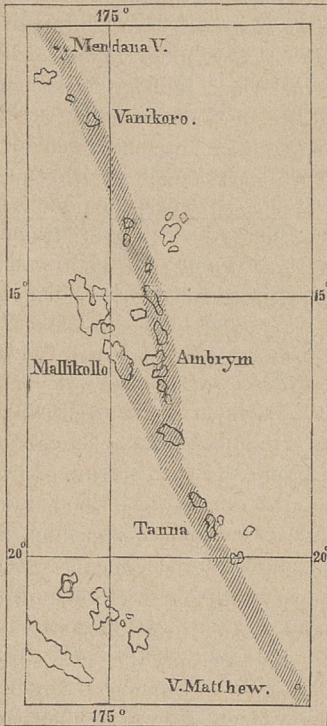 175°
Mendana V.
Vanikoro.
15°
15°
Mallikollo
Ambrym
Tanna
20°
20°
V. Matthew.
175°